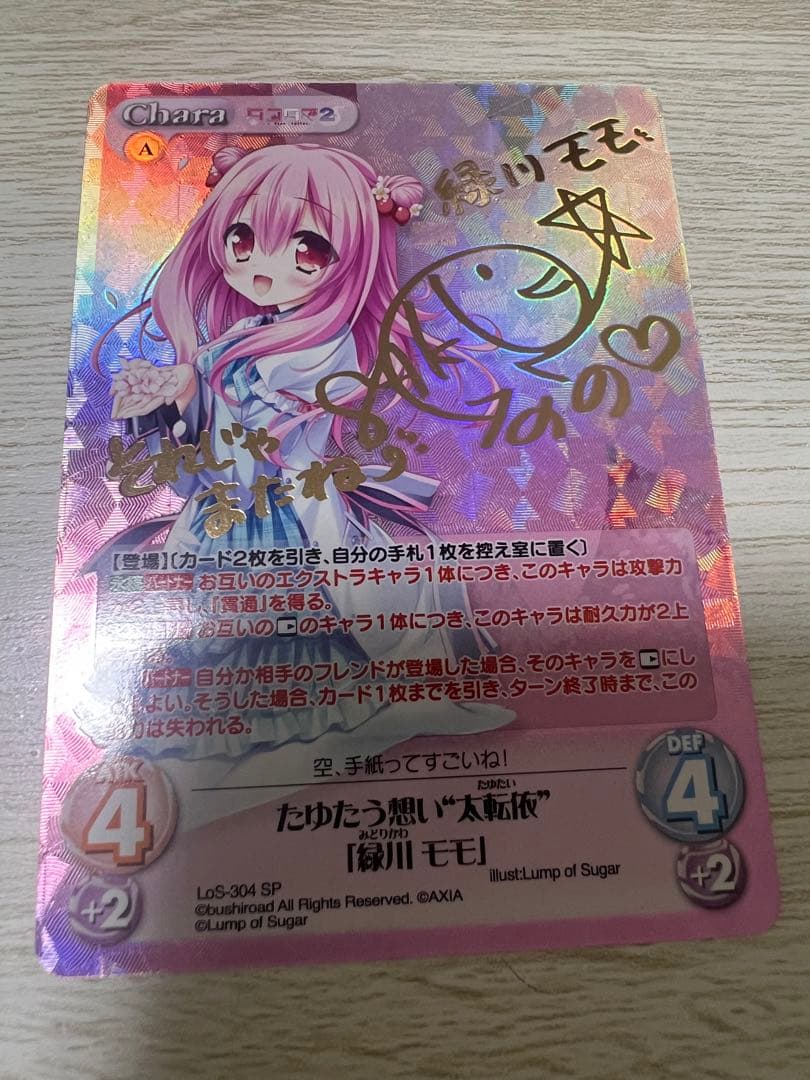 Chara タユタマ2
A
緑川モモ
なの♡
それじゃ
まだね
【登場】〔カード2枚を引き、自分の手札1枚を控え室に置く〕
パートナー お互いのエクストラキャラ1体につき、このキャラは攻撃力
し、「貫通」を得る。
お互いの▶のキャラ1体につき、このキャラは耐久力が2上
自分か相手のフレンドが登場した場合、そのキャラを▶にし
よい。そうした場合、カード1枚までを引き、ターン終了時まで、この
力は失われる。
空、手紙ってすごいね!
たゆたい
たゆたう想い“太転依”
みどりかわ
「緑川 モモ」
illust:Lump of Sugar
4
+2
DEF
4
+2
LoS-304 SP
©bushiroad All Rights Reserved. ©AXIA
©Lump of Sugar